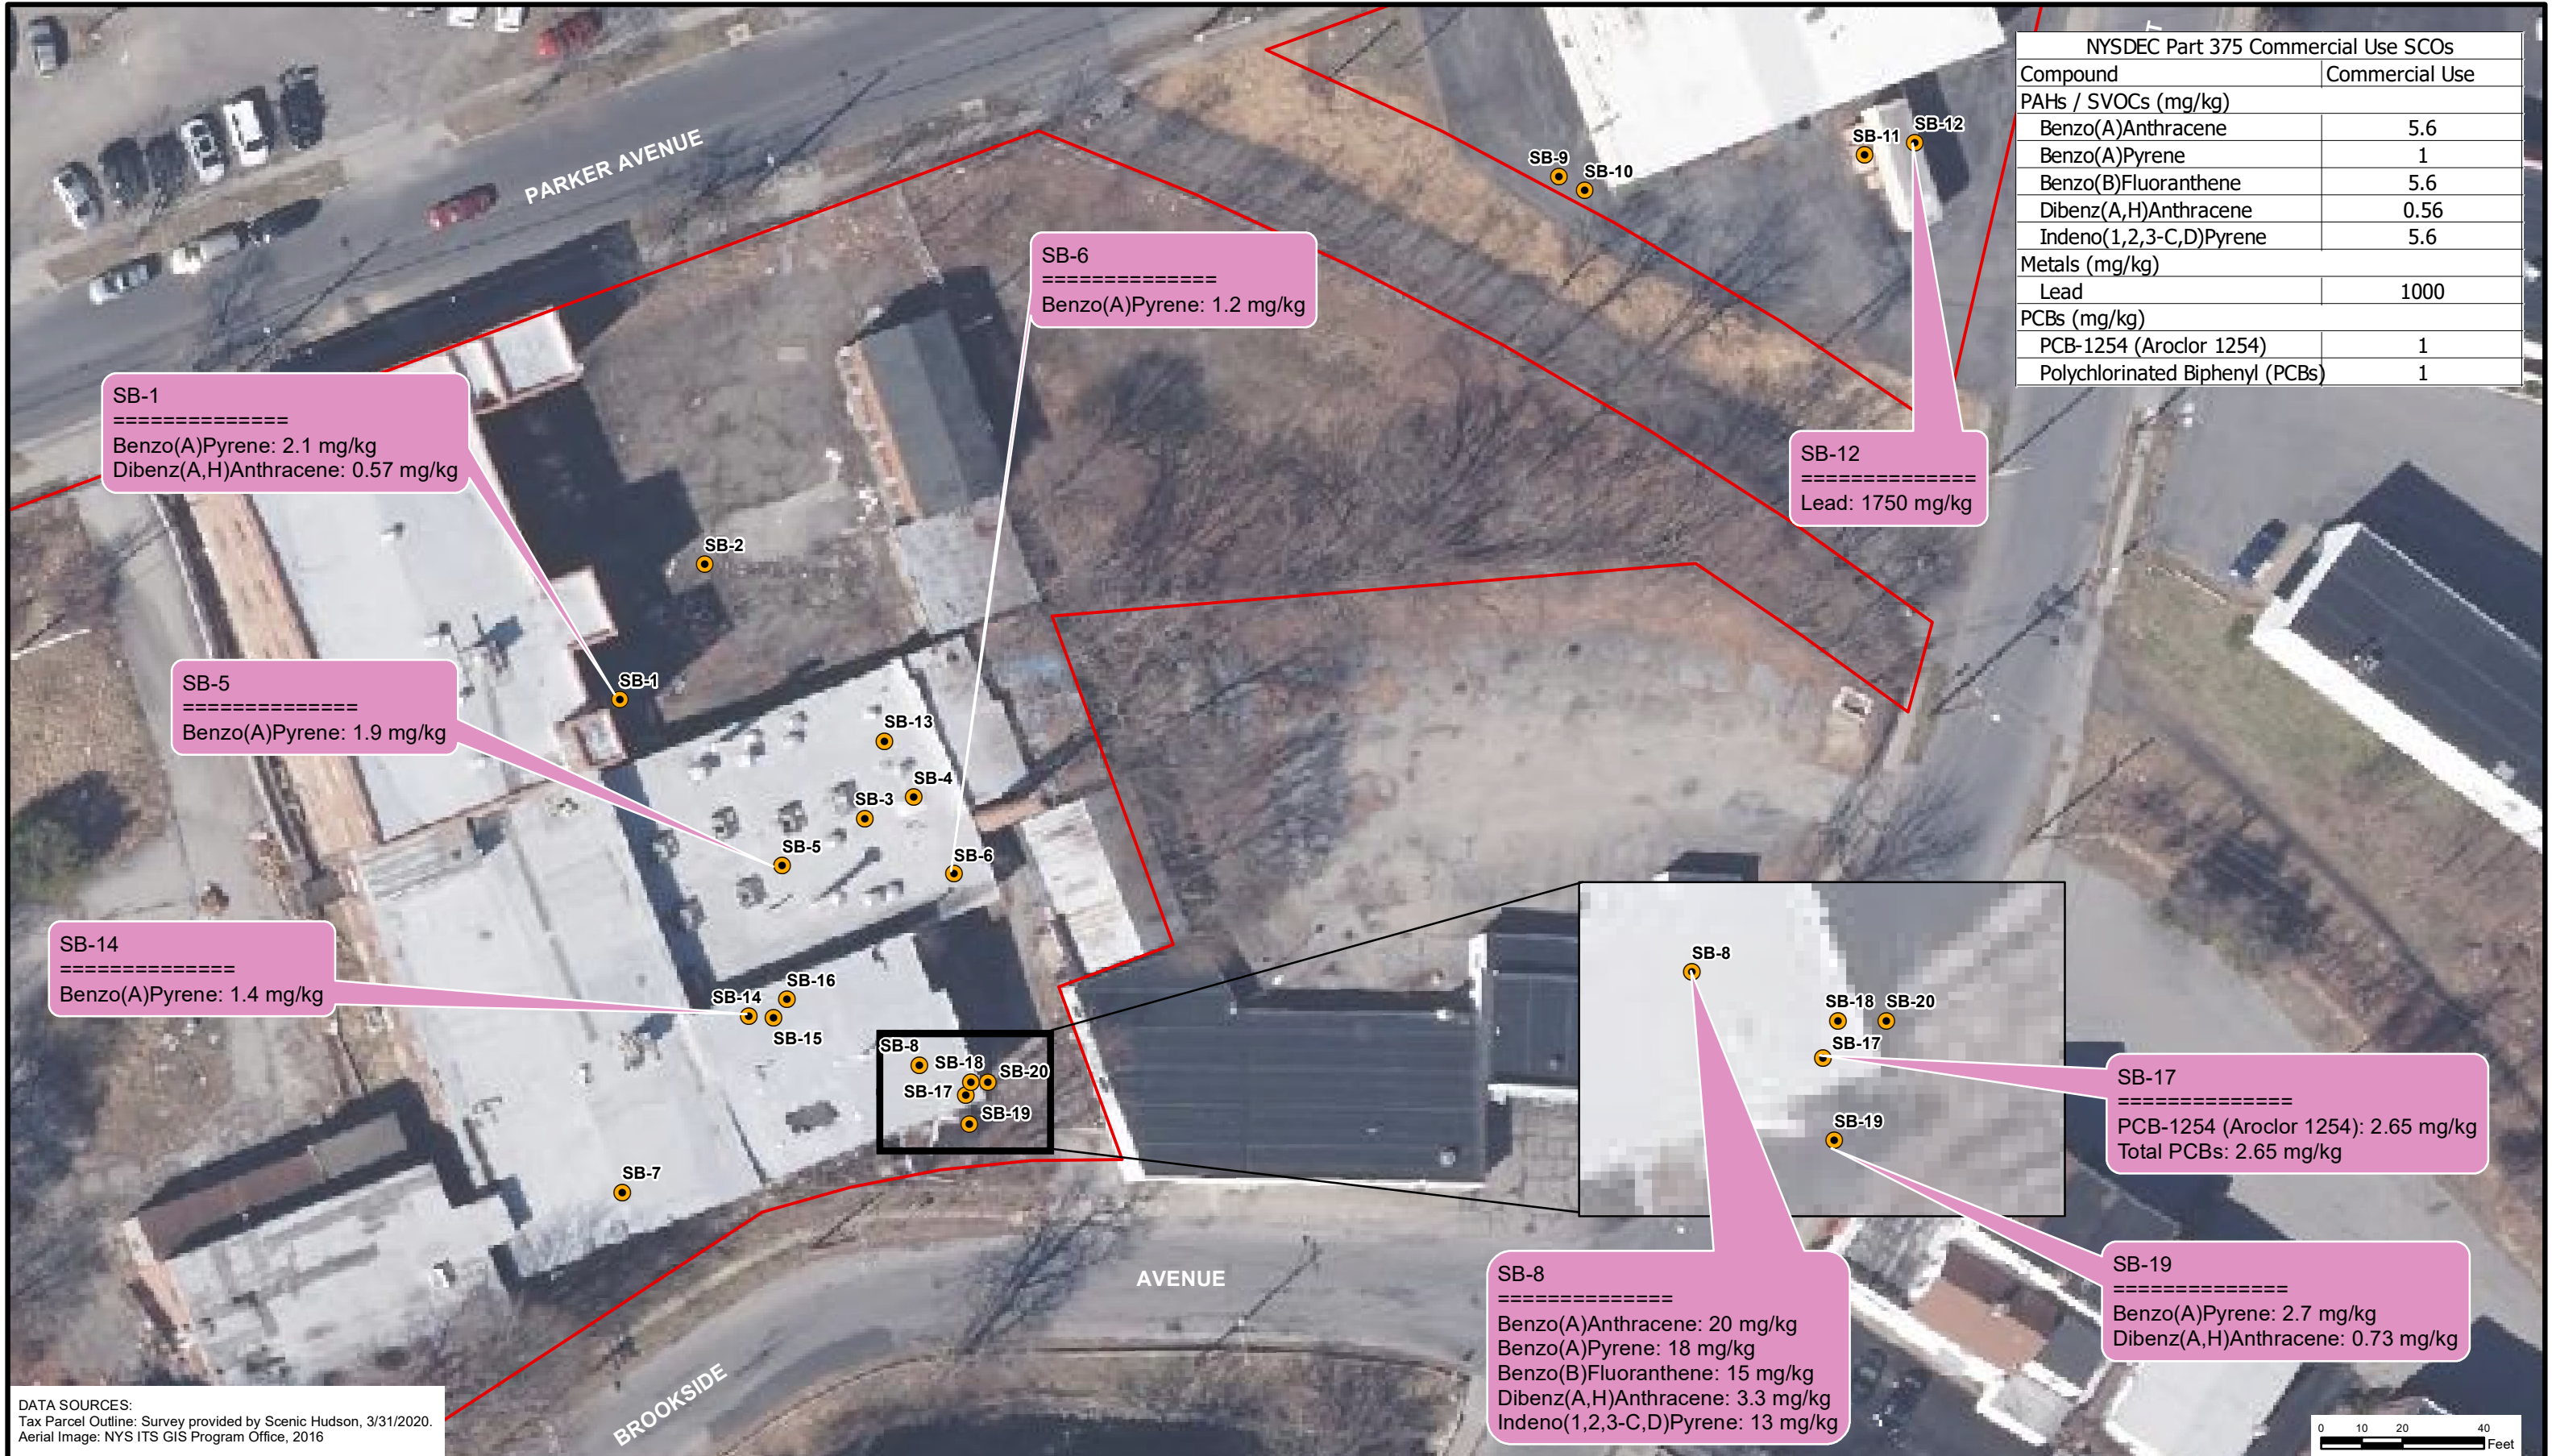 T
NYSDEC Part 375 Commercial Use SCOs
Compound Commercial Use
PAHs / SVOCs (mg/kg)
Benzo(A)Anthracene 5.6
Benzo(A)Pyrene 1
Benzo(B)Fluoranthene 5.6
Dibenz(A,H)Anthracene 0.56
Indeno(1,2,3-C,D)Pyrene 5.6
Metals (mg/kg)
Lead 1000
PCBs (mg/kg)
PCB-1254 (Aroclor 1254) 1
Polychlorinated Biphenyl (PCBs) 1
PARKER AVENUE
SB-9
SB-10
SB-11
SB-12
SB-6
==============
Benzo(A)Pyrene: 1.2 mg/kg
SB-1
==============
Benzo(A)Pyrene: 2.1 mg/kg
Dibenz(A,H)Anthracene: 0.57 mg/kg
SB-12
==============
Lead: 1750 mg/kg
SB-2
SB-1
SB-5
==============
Benzo(A)Pyrene: 1.9 mg/kg
SB-13
SB-4
SB-3
SB-5
SB-6
SB-14
==============
Benzo(A)Pyrene: 1.4 mg/kg
SB-16
SB-14
SB-15
SB-8
SB-18
SB-20
SB-17
SB-19
SB-7
SB-8
SB-18
SB-20
SB-17
SB-19
SB-17
==============
PCB-1254 (Aroclor 1254): 2.65 mg/kg
Total PCBs: 2.65 mg/kg
SB-8
==============
Benzo(A)Anthracene: 20 mg/kg
Benzo(A)Pyrene: 18 mg/kg
Benzo(B)Fluoranthene: 15 mg/kg
Dibenz(A,H)Anthracene: 3.3 mg/kg
Indeno(1,2,3-C,D)Pyrene: 13 mg/kg
SB-19
==============
Benzo(A)Pyrene: 2.7 mg/kg
Dibenz(A,H)Anthracene: 0.73 mg/kg
BROOKSIDE
AVENUE
DATA SOURCES:
Tax Parcel Outline: Survey provided by Scenic Hudson, 3/31/2020.
Aerial Image: NYS ITS GIS Program Office, 2016
0 10 20 40
Feet